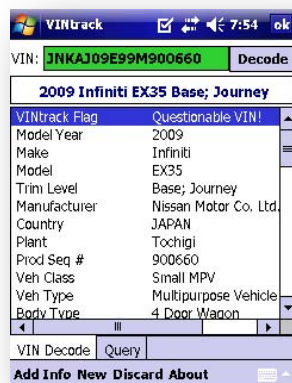 VINtrack 7:54 ok
VIN: JNKAJ09E99M900660 Decode
2009 Infiniti EX35 Base; Journey
VINtrack Flag Questionable VIN!
Model Year 2009
Make Infiniti
Model EX35
Trim Level Base; Journey
Manufacturer Nissan Motor Co. Ltd.
Country JAPAN
Plant Tochigi
Prod Seq # 900660
Veh Class Small MPV
Veh Type Multipurpose Vehicle
Body Type 4 Door Wagon
VIN Decode Query
Add Info New Discard About